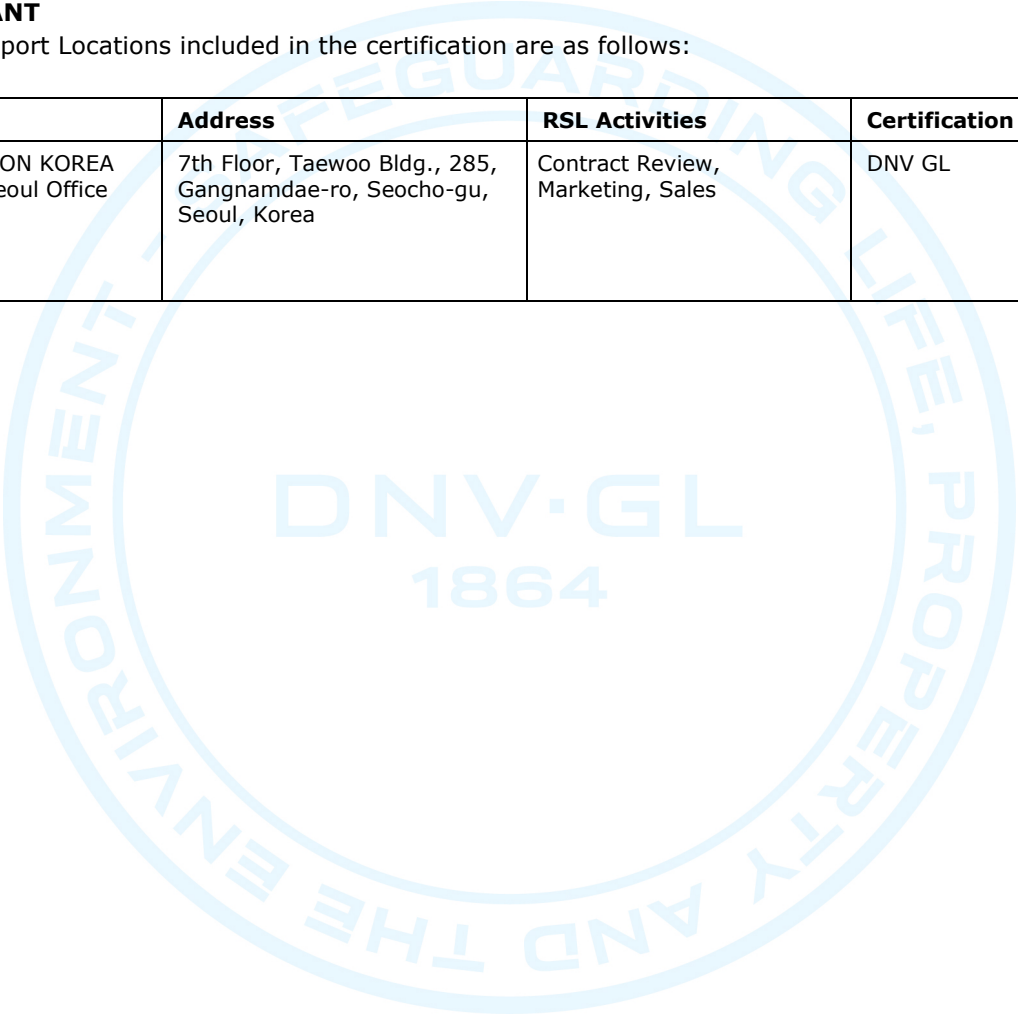 ANT
port Locations included in the certification are as follows:
Address RSL Activities Certification
ON KOREA 7th Floor, Taewoo Bldg., 285, Contract Review, DNV GL
eoul Office Gangnamdae-ro, Seocho-gu, Marketing, Sales
Seoul, Korea
SAFEGUARDING LIFE, PROPERTY AND THE ENVIRONMENT -
DNV·GL
1864